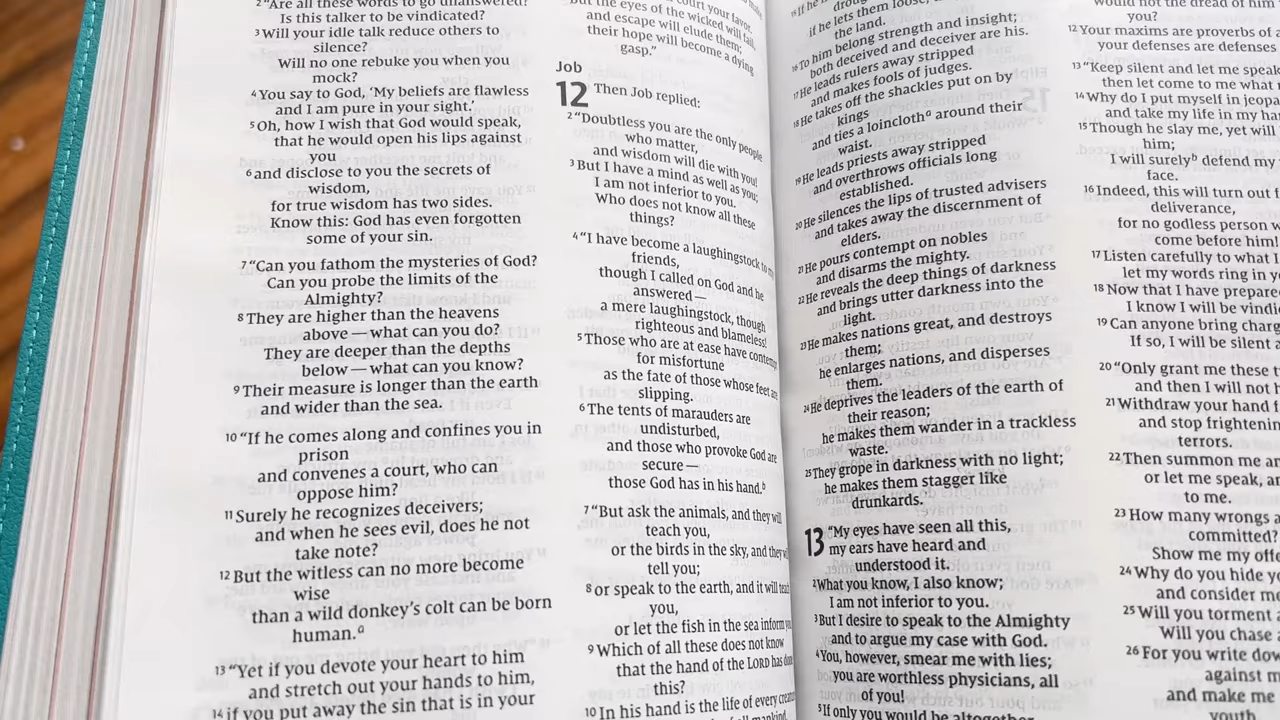 2 “Are all these words to go unanswered?
Is this talker to be vindicated?
3 Will your idle talk reduce others to
silence?
Will no one rebuke you when you
mock?
4 You say to God, ‘My beliefs are flawless
and I am pure in your sight.’
5 Oh, how I wish that God would speak,
that he would open his lips against
you
6 and disclose to you the secrets of
wisdom,
for true wisdom has two sides.
Know this: God has even forgotten
some of your sin.
7 “Can you fathom the mysteries of God?
Can you probe the limits of the
Almighty?
8 They are higher than the heavens
above — what can you do?
They are deeper than the depths
below — what can you know?
9 Their measure is longer than the earth
and wider than the sea.
10 “If he comes along and confines you in
prison
and convenes a court, who can
oppose him?
11 Surely he recognizes deceivers;
and when he sees evil, does he not
take note?
12 But the witless can no more become
wise
than a wild donkey’s colt can be born
human.a
13 “Yet if you devote your heart to him
and stretch out your hands to him,
14 if you put away the sin that is in your
court your favor.
But the eyes of the wicked will fail,
and escape will elude them;
their hope will become a dying
gasp.”
Job
12 Then Job replied:
2 “Doubtless you are the only people
who matter,
and wisdom will die with you!
3 But I have a mind as well as you;
I am not inferior to you.
Who does not know all these
things?
4 “I have become a laughingstock to my
friends,
though I called on God and he
answered —
a mere laughingstock, though
righteous and blameless!
5 Those who are at ease have contempt
for misfortune
as the fate of those whose feet are
slipping.
6 The tents of marauders are
undisturbed,
and those who provoke God are
secure —
those God has in his hand.b
7 “But ask the animals, and they will
teach you,
or the birds in the sky, and they
tell you;
8 or speak to the earth, and it will teach
you,
or let the fish in the sea inform
9 Which of all these does not know
that the hand of the LORD has
this?
10 In his hand is the life of every
mankind.
15 If he
if he lets them loose,
the land.
16 To him belong strength and insight;
both deceived and deceiver are his.
17 He leads rulers away stripped
and makes fools of judges.
18 He takes off the shackles put on by
kings
and ties a loinclotha around their
waist.
19 He leads priests away stripped
and overthrows officials long
established.
20 He silences the lips of trusted advisers
and takes away the discernment of
elders.
21 He pours contempt on nobles
and disarms the mighty.
22 He reveals the deep things of darkness
and brings utter darkness into the
light.
23 He makes nations great, and destroys
them;
he enlarges nations, and disperses
them.
24 He deprives the leaders of the earth of
their reason;
he makes them wander in a trackless
waste.
25 They grope in darkness with no light;
he makes them stagger like
drunkards.
13 “My eyes have seen all this,
my ears have heard and
understood it.
2 What you know, I also know;
I am not inferior to you.
3 But I desire to speak to the Almighty
and to argue my case with God.
4 You, however, smear me with lies;
you are worthless physicians, all
of you!
5 If only you would be altogether
would not the dread of him
you?
12 Your maxims are proverbs of
your defenses are defenses
13 “Keep silent and let me speak
then let come to me what
14 Why do I put myself in
and take my life in my
15 Though he slay me, yet will
him;
I will surelyb defend my
face.
16 Indeed, this will turn out
deliverance,
for no godless person
come before him!
17 Listen carefully to what I
let my words ring in
18 Now that I have
I know I will be
19 Can anyone bring
If so, I will be silent
20 “Only grant me these
and then I will not
21 Withdraw your hand
and stop
terrors.
22 Then summon me
or let me speak,
to me.
23 How many wrongs
committed?
Show me my
24 Why do you hide
and consider
25 Will you torment
Will you chase
26 For you write
against
and make
youth